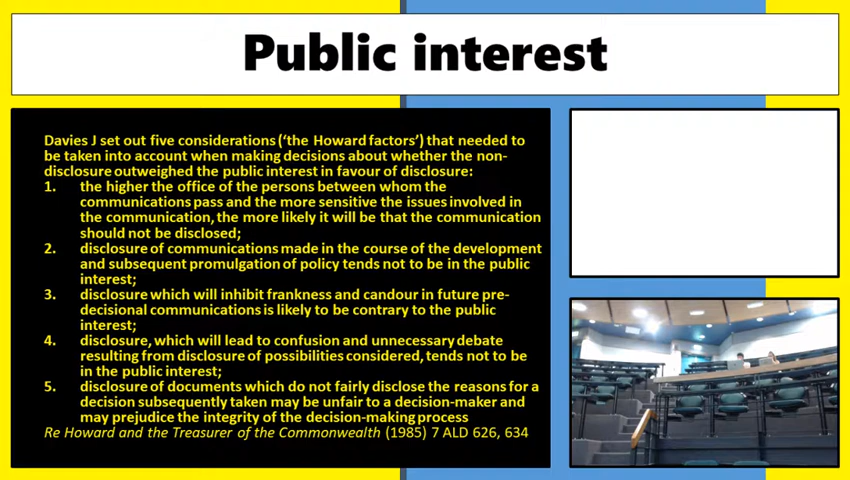 Public interest
Davies J set out five considerations (‘the Howard factors’) that needed to
be taken into account when making decisions about whether the non-
disclosure outweighed the public interest in favour of disclosure:
1. the higher the office of the persons between whom the
communications pass and the more sensitive the issues involved in
the communication, the more likely it will be that the communication
should not be disclosed;
2. disclosure of communications made in the course of the development
and subsequent promulgation of policy tends not to be in the public
interest;
3. disclosure which will inhibit frankness and candour in future pre-
decisional communications is likely to be contrary to the public
interest;
4. disclosure, which will lead to confusion and unnecessary debate
resulting from disclosure of possibilities considered, tends not to be
in the public interest;
5. disclosure of documents which do not fairly disclose the reasons for a
decision subsequently taken may be unfair to a decision-maker and
may prejudice the integrity of the decision-making process
Re Howard and the Treasurer of the Commonwealth (1985) 7 ALD 626, 634